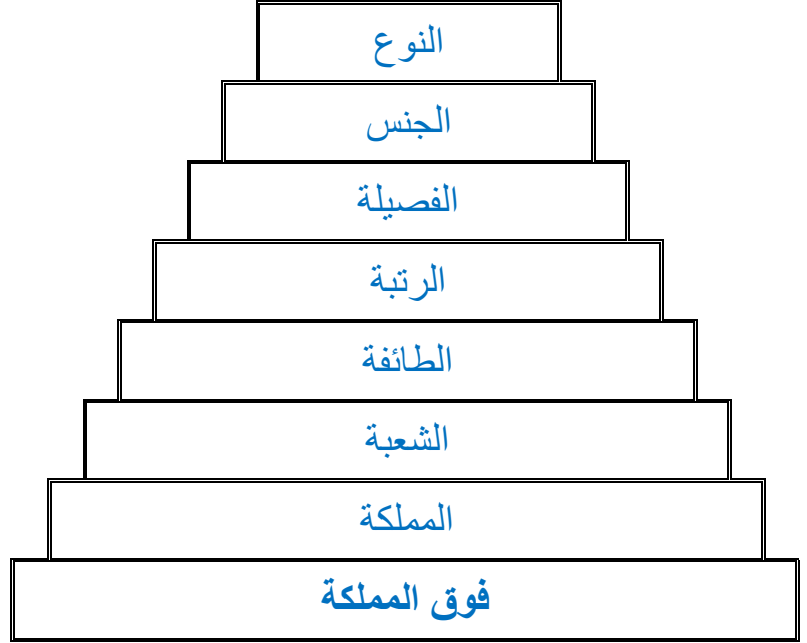 النوع
الجنس
الفصيلة
الرتبة
الطائفة
الشعبة
المملكة
فوق المملكة